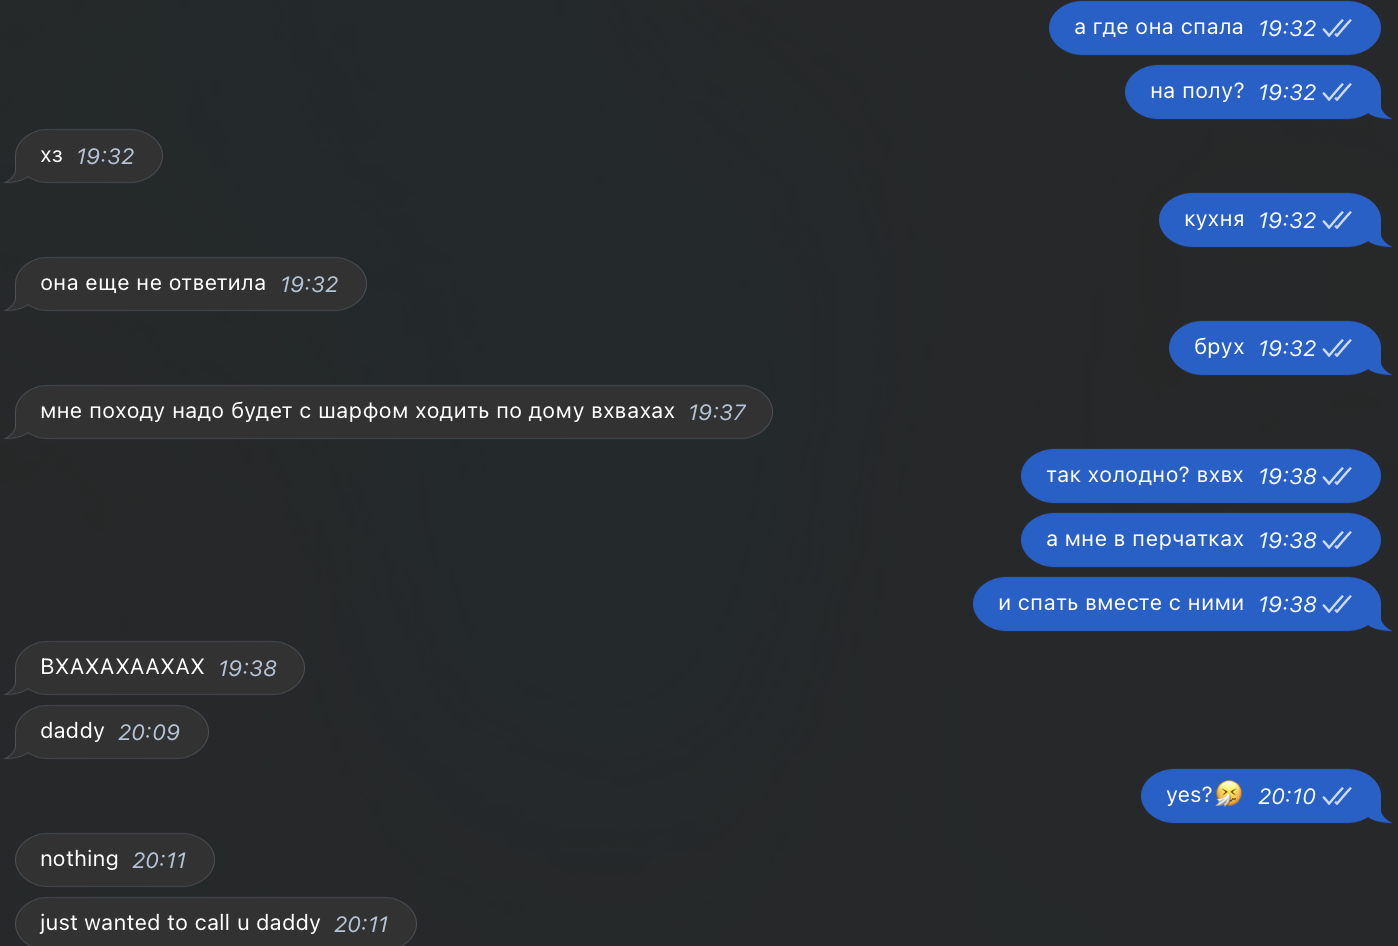 а где она спала 19:32
на полу? 19:32
хз 19:32
кухня 19:32
она еще не ответила 19:32
брух 19:32
мне походу надо будет с шарфом ходить по дому вхвахах 19:37
так холодно? вхвх 19:38
а мне в перчатках 19:38
и спать вместе с ними 19:38
ВХАХАХААХАХ 19:38
daddy 20:09
yes?🤧 20:10
nothing 20:11
just wanted to call u daddy 20:11